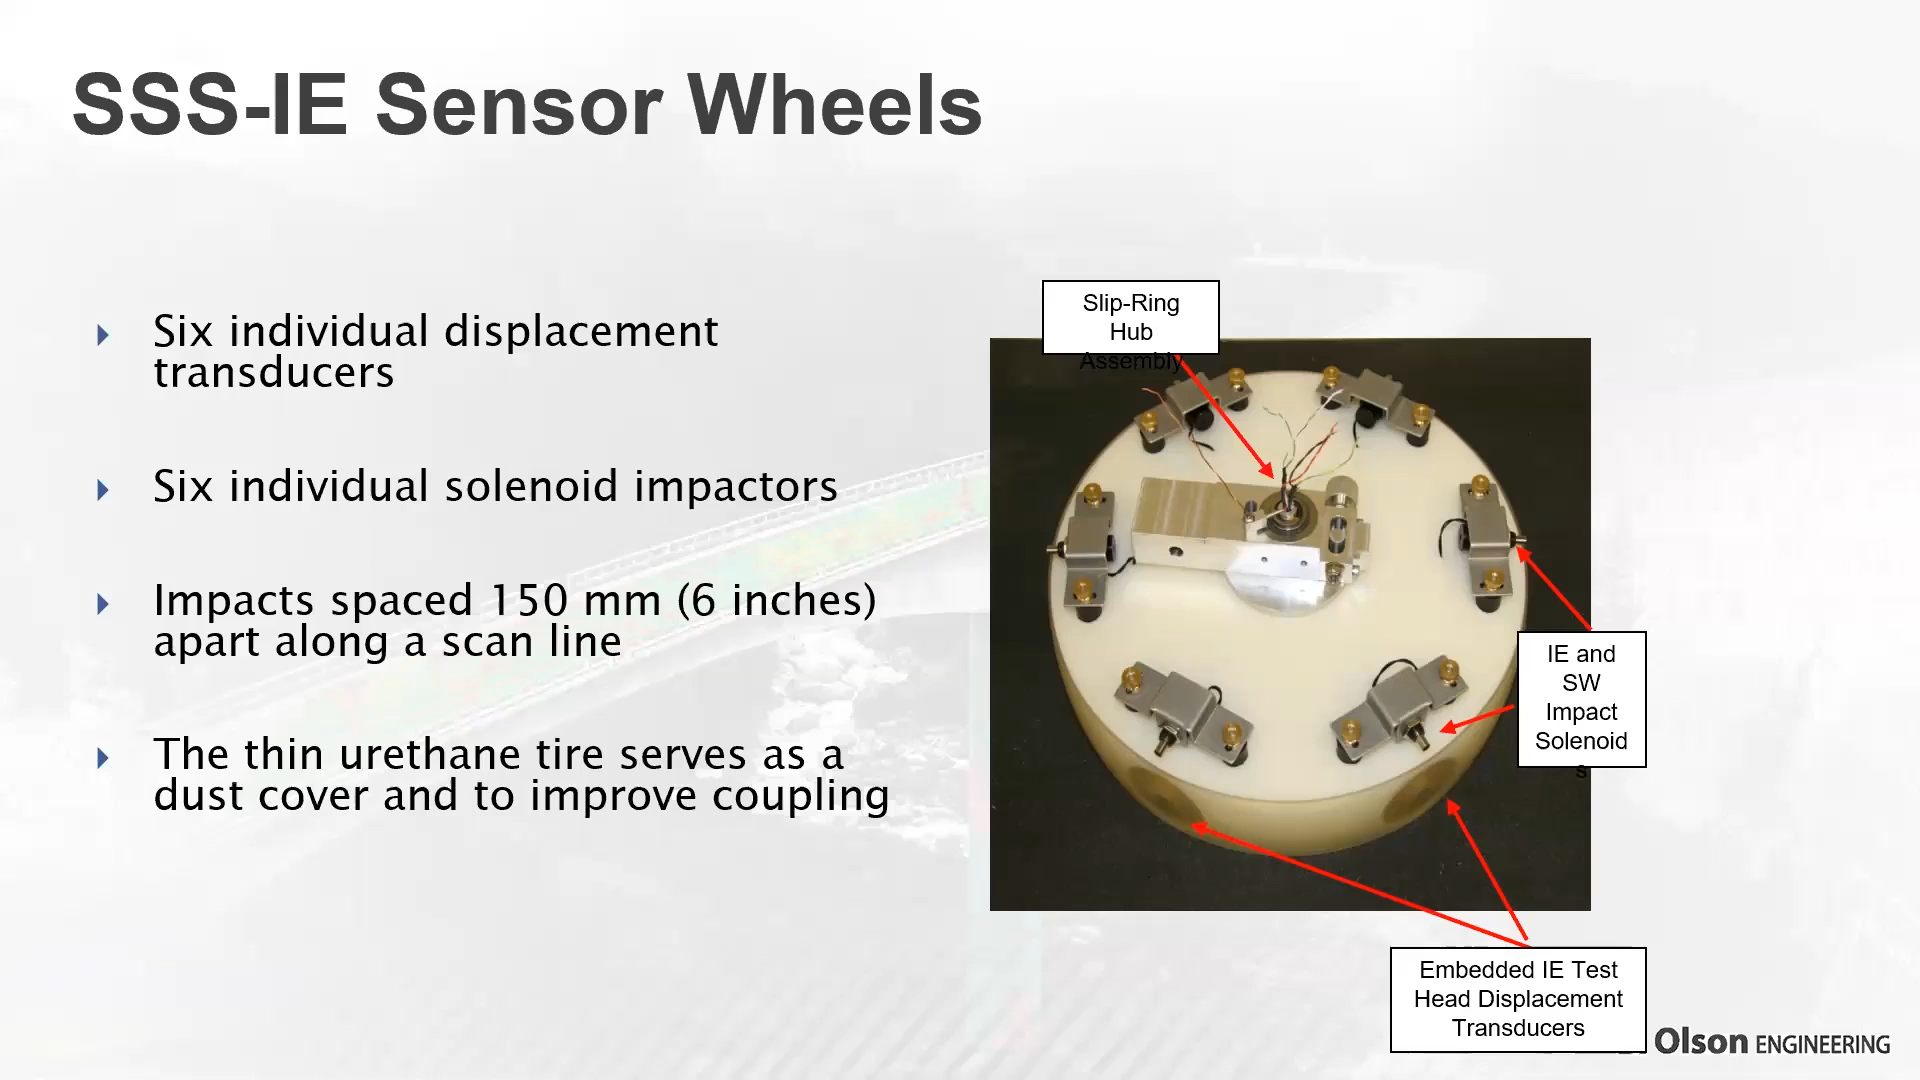 SSS-IE Sensor Wheels
Six individual displacement
transducers
Six individual solenoid impactors
Impacts spaced 150 mm (6 inches)
apart along a scan line
The thin urethane tire serves as a
dust cover and to improve coupling
Slip-Ring
Hub
Assembly
IE and
SW
Impact
Solenoid
s
Embedded IE Test
Head Displacement
Transducers
Olson ENGINEERING